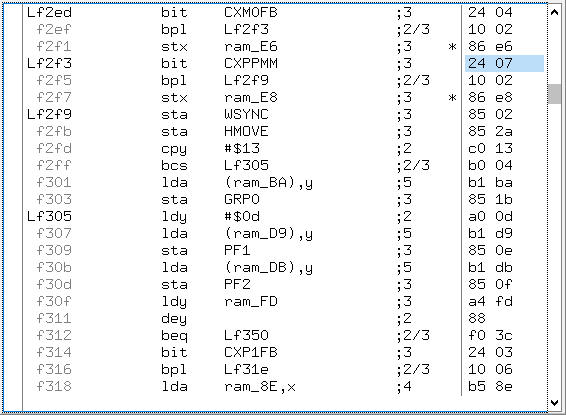 Lf2ed bit CXM0FB ;3 24 04
f2ef bpl Lf2f3 ;2/3 10 02
f2f1 stx ram_E6 ;3 * 86 e6
Lf2f3 bit CXPPMM ;3 24 07
f2f5 bpl Lf2f9 ;2/3 10 02
f2f7 stx ram_E8 ;3 * 86 e8
Lf2f9 sta WSYNC ;3 85 02
f2fb sta HMOVE ;3 85 2a
f2fd cpy #$13 ;2 c0 13
f2ff bcs Lf305 ;2/3 b0 04
f301 lda (ram_BA),y ;5 b1 ba
f303 sta GRP0 ;3 85 1b
Lf305 ldy #$0d ;2 a0 0d
f307 lda (ram_D9),y ;5 b1 d9
f309 sta PF1 ;3 85 0e
f30b lda (ram_DB),y ;5 b1 db
f30d sta PF2 ;3 85 0f
f30f ldy ram_FD ;3 a4 fd
f311 dey ;2 88
f312 beq Lf350 ;2/3 f0 3c
f314 bit CXP1FB ;3 24 03
f316 bpl Lf31e ;2/3 10 06
f318 lda ram_8E,x ;4 b5 8e